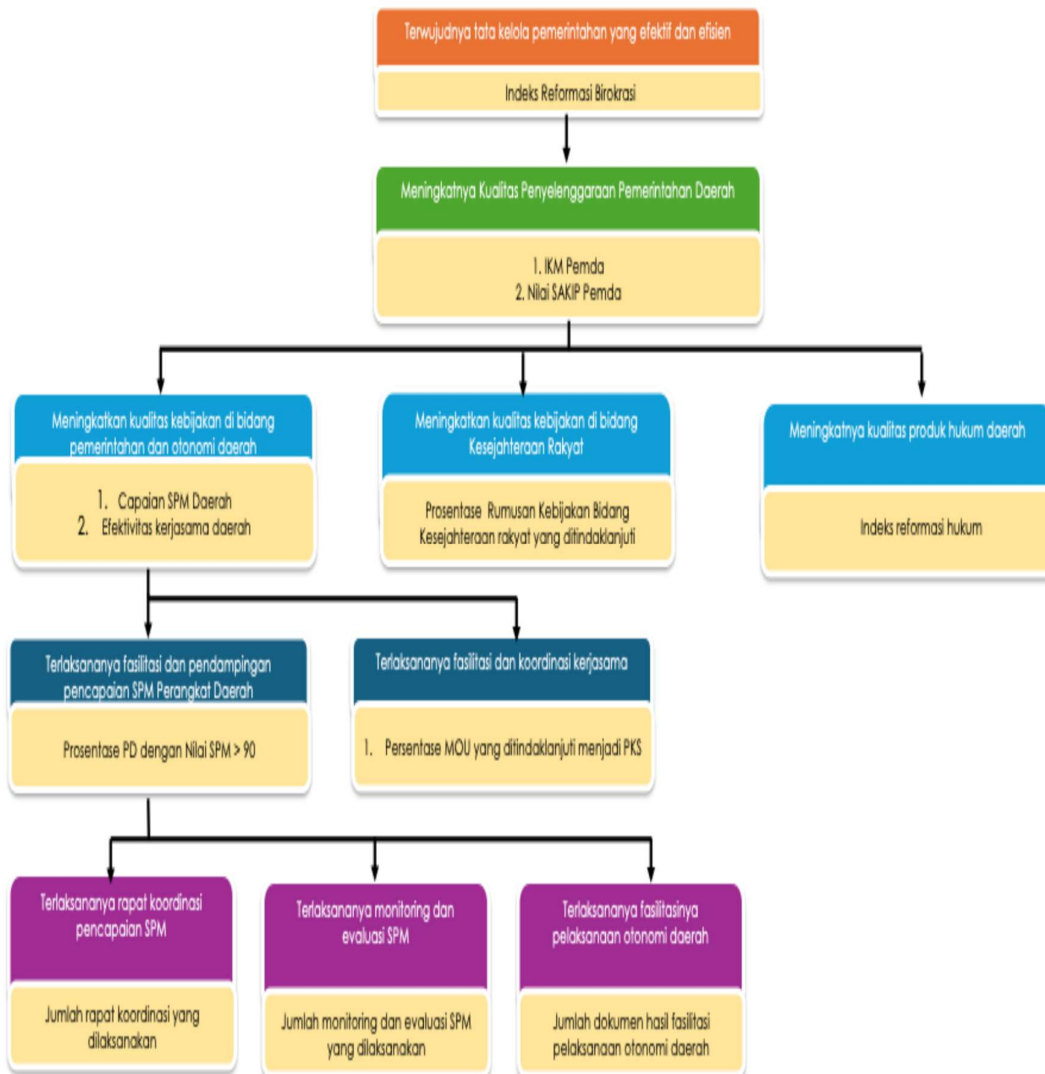 Terwujudnya tata kelola pemerintahan yang efektif dan efisien
Indeks Reformasi Birokrasi
Meningkatnya Kualitas Penyelenggaraan Pemerintahan Daerah
1. IKM Pemda
2. Nilai SAKIP Pemda
Meningkatkan kualitas kebijakan di bidang
pemerintahan dan otonomi daerah
1. Capaian SPM Daerah
2. Efektivitas kerjasama daerah
Meningkatkan kualitas kebijakan di bidang
Kesejahteraan Rakyat
Prosentase Rumusan Kebijakan Bidang
Kesejahteraan rakyat yang ditindaklanjuti
Meningkatnya kualitas produk hukum daerah
Indeks reformasi hukum
Terlaksananya fasilitasi dan pendampingan
pencapaian SPM Perangkat Daerah
Prosentase PD dengan Nilai SPM > 90
Terlaksananya fasilitasi dan koordinasi kerjasama
1. Persentase MOU yang ditindaklanjuti menjadi PKS
Terlaksananya rapat koordinasi
pencapaian SPM
Jumlah rapat koordinasi yang
dilaksanakan
Terlaksananya monitoring dan
evaluasi SPM
Jumlah monitoring dan evaluasi SPM
yang dilaksanakan
Terlaksananya fasilitasinya
pelaksanaan otonomi daerah
Jumlah dokumen hasil fasilitasi
pelaksanaan otonomi daerah